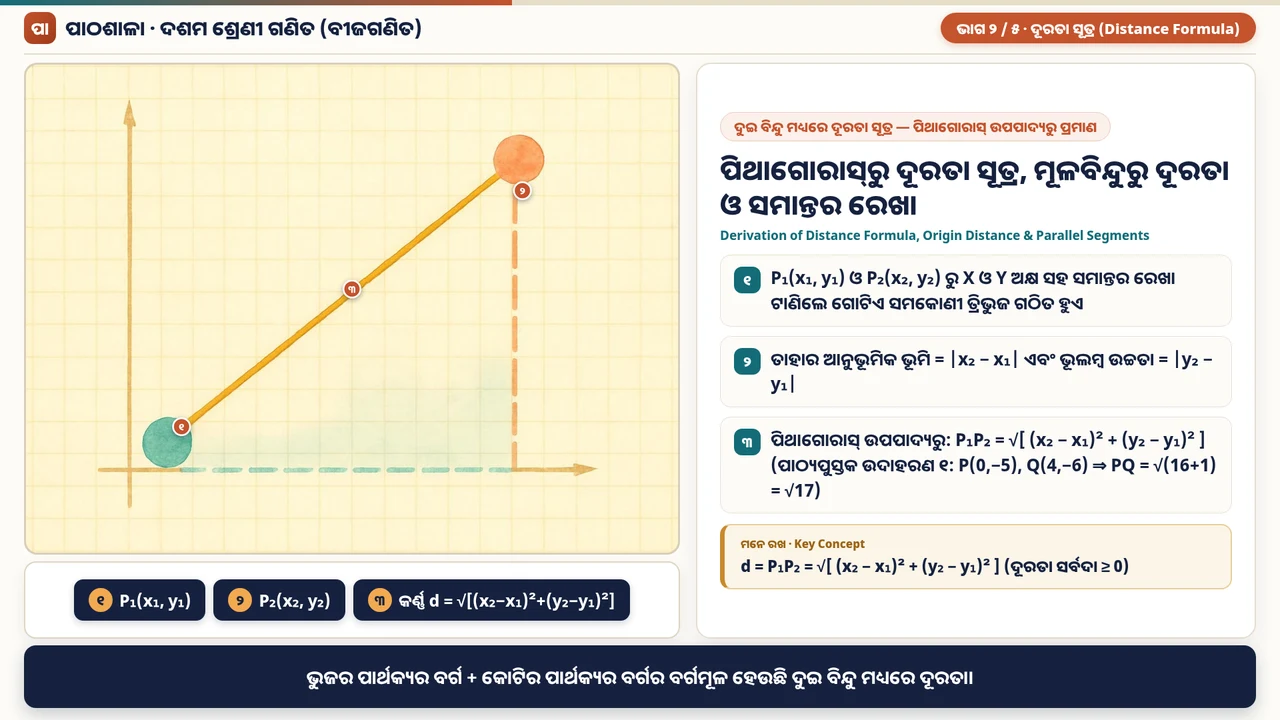 ପା ପାଠଶାଳା · ଦଶମ ଶ୍ରେଣୀ ଗଣିତ (ବୀଜଗଣିତ)
ଭାଗ ୨ / ୫ · ଦୂରତା ସୂତ୍ର (Distance Formula)
୨
୩
୧
୧ P₁(x₁, y₁)
୨ P₂(x₂, y₂)
୩ କର୍ଣ୍ଣ d = √[(x₂−x₁)²+(y₂−y₁)²]
ଦୁଇ ବିନ୍ଦୁ ମଧ୍ୟରେ ଦୂରତା ସୂତ୍ର — ପିଥାଗୋରାସ୍ ଉପପାଦ୍ୟରୁ ପ୍ରମାଣ
ପିଥାଗୋରାସ୍‌ରୁ ଦୂରତା ସୂତ୍ର, ମୂଳବିନ୍ଦୁରୁ ଦୂରତା
ଓ ସମାନ୍ତର ରେଖା
Derivation of Distance Formula, Origin Distance & Parallel Segments
୧ P₁(x₁, y₁) ଓ P₂(x₂, y₂) ରୁ X ଓ Y ଅକ୍ଷ ସହ ସମାନ୍ତର ରେଖା
ଟାଣିଲେ ଗୋଟିଏ ସମକୋଣୀ ତ୍ରିଭୁଜ ଗଠିତ ହୁଏ
୨ ତାହାର ଆନୁଭୂମିକ ଭୂମି = |x₂ − x₁| ଏବଂ ଭୂଲମ୍ବ ଉଚ୍ଚତା = |y₂ −
y₁|
୩ ପିଥାଗୋରାସ୍ ଉପପାଦ୍ୟରୁ: P₁P₂ = √[ (x₂ − x₁)² + (y₂ − y₁)² ]
(ପାଠ୍ୟପୁସ୍ତକ ଉଦାହରଣ ୧: P(0,−5), Q(4,−6) ⇒ PQ = √(16+1)
= √17)
ମନେ ରଖ · Key Concept
d = P₁P₂ = √[ (x₂ − x₁)² + (y₂ − y₁)² ] (ଦୂରତା ସର୍ବଦା ≥ 0)
ଭୁଜର ପାର୍ଥକ୍ୟର ବର୍ଗ + କୋଟିର ପାର୍ଥକ୍ୟର ବର୍ଗର ବର୍ଗମୂଳ ହେଉଛି ଦୁଇ ବିନ୍ଦୁ ମଧ୍ୟରେ ଦୂରତା।